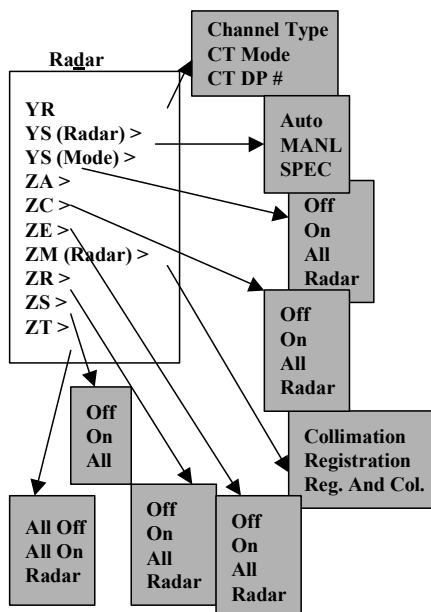 Radar
YR
YS (Radar) >
YS (Mode) >
ZA >
ZC >
ZE >
ZM (Radar) >
ZR >
ZS >
ZT >
Channel Type
CT Mode
CT DP #
Auto
MANL
SPEC
Off
On
All
Radar
Off
On
All
Radar
Collimation
Registration
Reg. And Col.
Off
On
All
All Off
All On
Radar
Off
On
All
Radar
Off
On
All
Radar